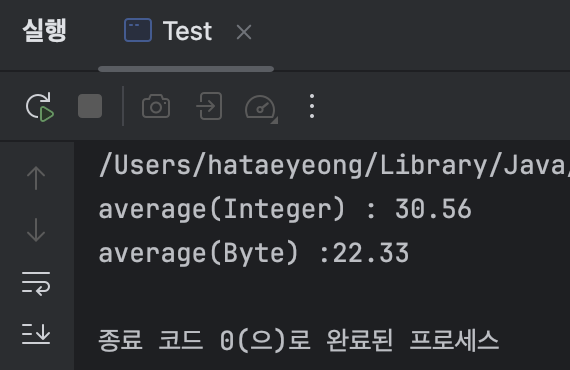 실행 Test
/Users/hataeyeong/Library/Java/
average(Integer) : 30.56
average(Byte) :22.33
종료 코드 0(으)로 완료된 프로세스